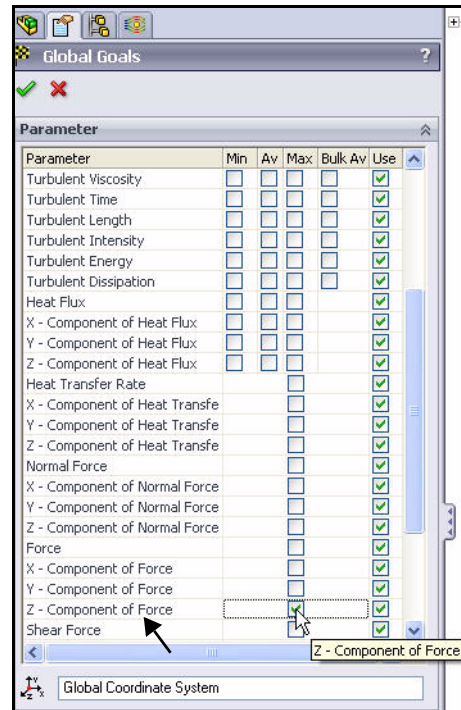 Global Goals ?
Parameter
Parameter Min Av Max Bulk Av Use
Turbulent Viscosity
Turbulent Time
Turbulent Length
Turbulent Intensity
Turbulent Energy
Turbulent Dissipation
Heat Flux
X - Component of Heat Flux
Y - Component of Heat Flux
Z - Component of Heat Flux
Heat Transfer Rate
X - Component of Heat Transfe
Y - Component of Heat Transfe
Z - Component of Heat Transfe
Normal Force
X - Component of Normal Force
Y - Component of Normal Force
Z - Component of Normal Force
Force
X - Component of Force
Y - Component of Force
Z - Component of Force
Shear Force
Z - Component of Force
Global Coordinate System